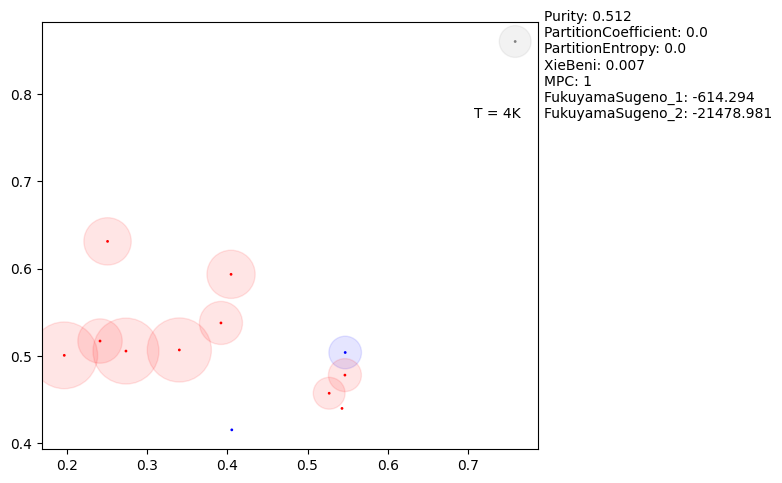 Purity: 0.512
PartitionCoefficient: 0.0
PartitionEntropy: 0.0
XieBeni: 0.007
MPC: 1
FukuyamaSugeno_1: -614.294
FukuyamaSugeno_2: -21478.981
T = 4K
0.8
0.7
0.6
0.5
0.4
0.2 0.3 0.4 0.5 0.6 0.7